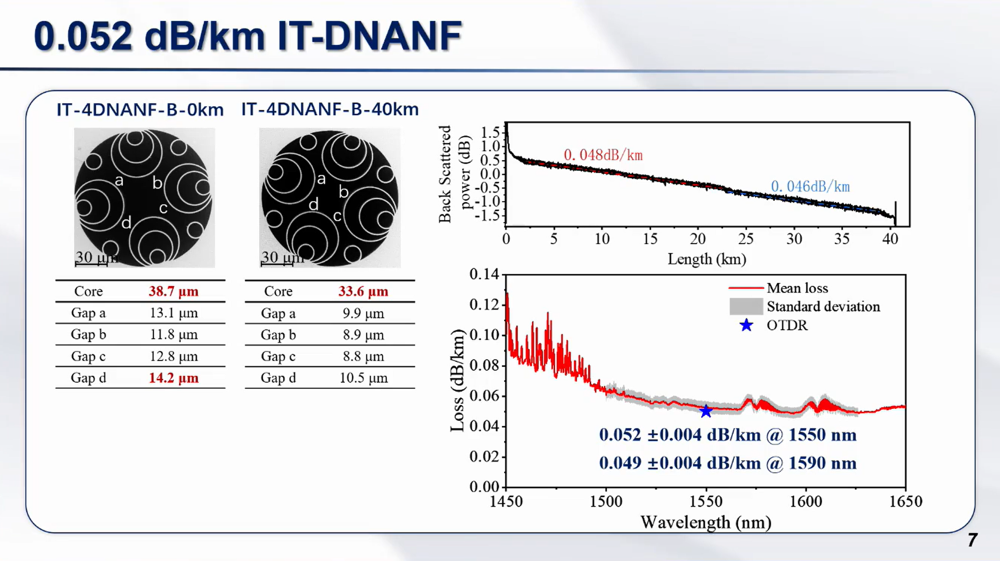 0.052 dB/km IT-DNANF
IT-4DNANF-B-0km
a
b
c
d
30 μm
Core 38.7 μm
Gap a 13.1 μm
Gap b 11.8 μm
Gap c 12.8 μm
Gap d 14.2 μm
IT-4DNANF-B-40km
a
b
d
c
30 μm
Core 33.6 μm
Gap a 9.9 μm
Gap b 8.9 μm
Gap c 8.8 μm
Gap d 10.5 μm
Back Scattered
power (dB)
1.5
1.0
0.5
0.0
-0.5
-1.0
-1.5
0.048dB/km
0.046dB/km
0 5 10 15 20 25 30 35 40
Length (km)
Loss (dB/km)
0.14
0.12
0.10
0.08
0.06
0.04
0.02
0.00
Mean loss
Standard deviation
OTDR
0.052 ±0.004 dB/km @ 1550 nm
0.049 ±0.004 dB/km @ 1590 nm
1450 1500 1550 1600 1650
Wavelength (nm)
7